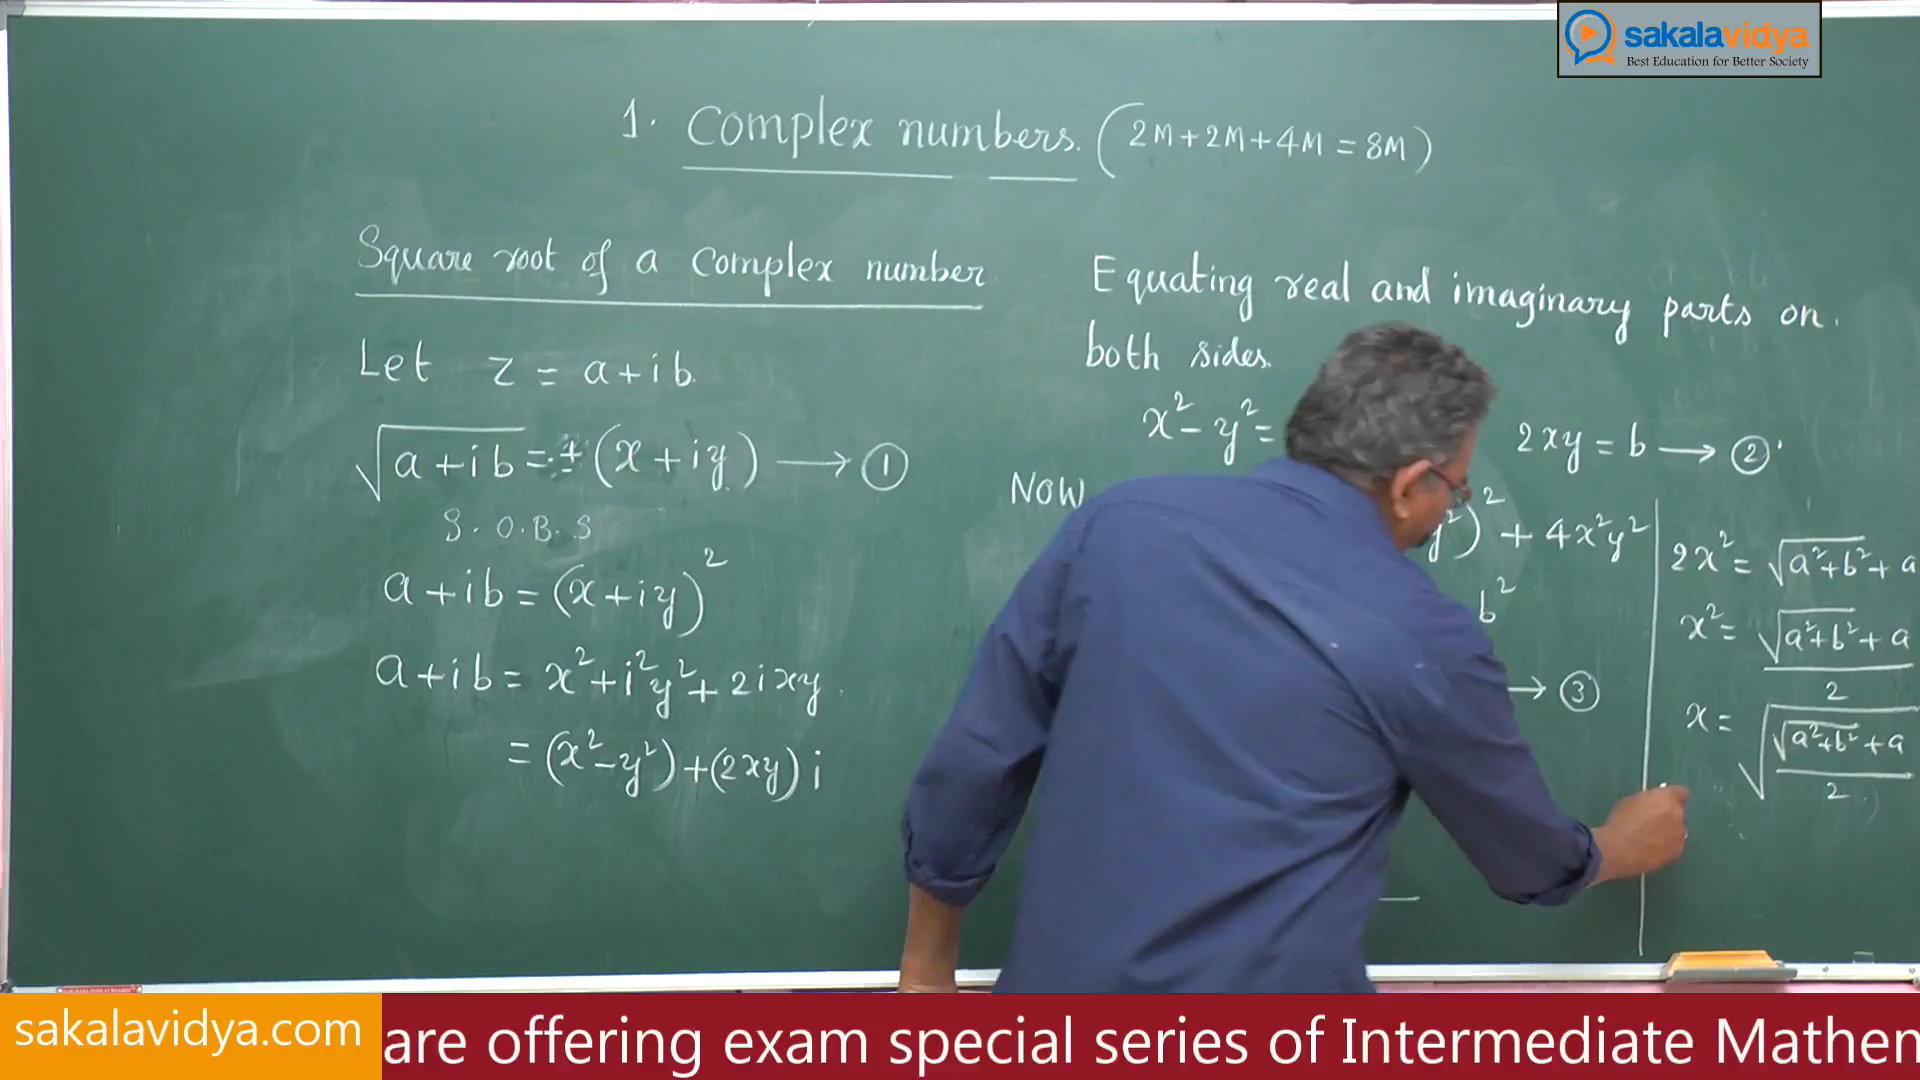 sakalavidya
Best Education for Better Society
1. Complex numbers. (2M+2M+4M = 8M)
Square root of a complex number
Let z = a+ib.
√(a+ib) = ±(x+iy) ⟶ ①
S.O.B.S
a+ib = (x+iy)²
a+ib = x²+i²y²+2ixy.
= (x²-y²)+(2xy)i
Equating real and imaginary parts on.
both sides.
x²-y² =
2xy = b ⟶ ②
Now
y²)² + 4x²y²
b²
⟶ ③
2x² = √(a²+b²) + a
x² = (√(a²+b²) + a)/2
x = √((√(a²+b²) + a)/2)
sakalavidya.com
are offering exam special series of Intermediate Mathe